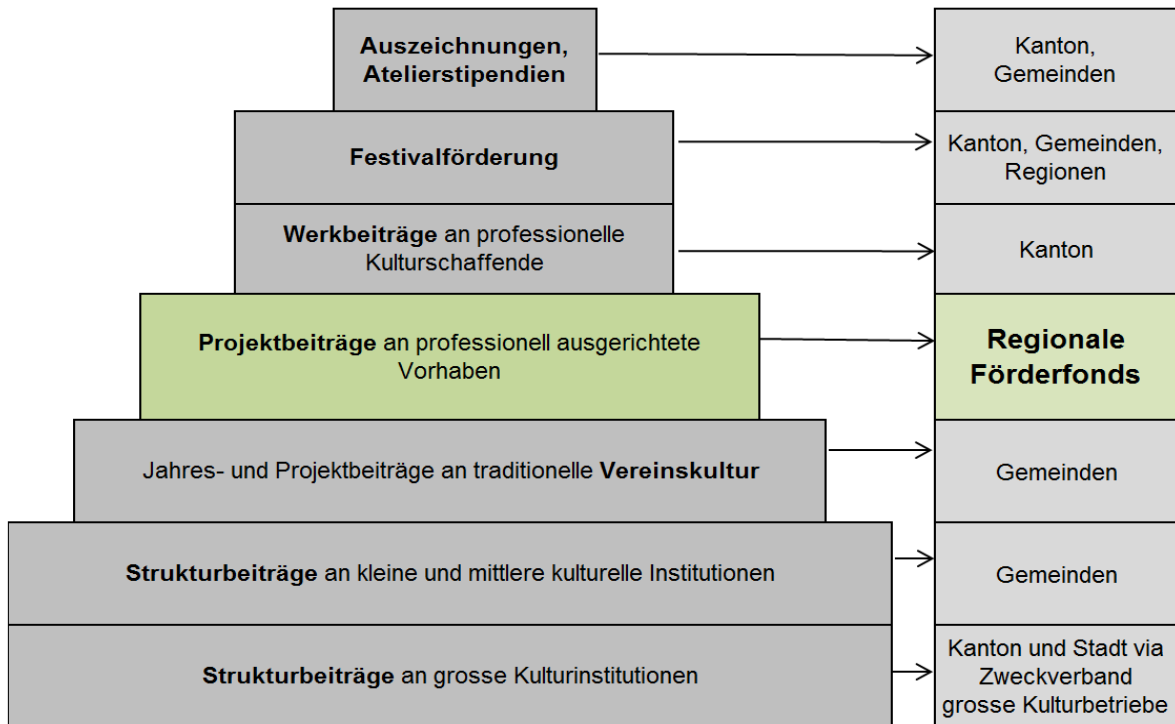 Auszeichnungen,
Atelierstipendien
Kanton,
Gemeinden
Festivalförderung
Kanton, Gemeinden,
Regionen
Werkbeiträge an professionelle
Kulturschaffende
Kanton
Projektbeiträge an professionell ausgerichtete
Vorhaben
Regionale
Förderfonds
Jahres- und Projektbeiträge an traditionelle Vereinskultur
Gemeinden
Strukturbeiträge an kleine und mittlere kulturelle Institutionen
Gemeinden
Strukturbeiträge an grosse Kulturinstitutionen
Kanton und Stadt via
Zweckverband
grosse Kulturbetriebe